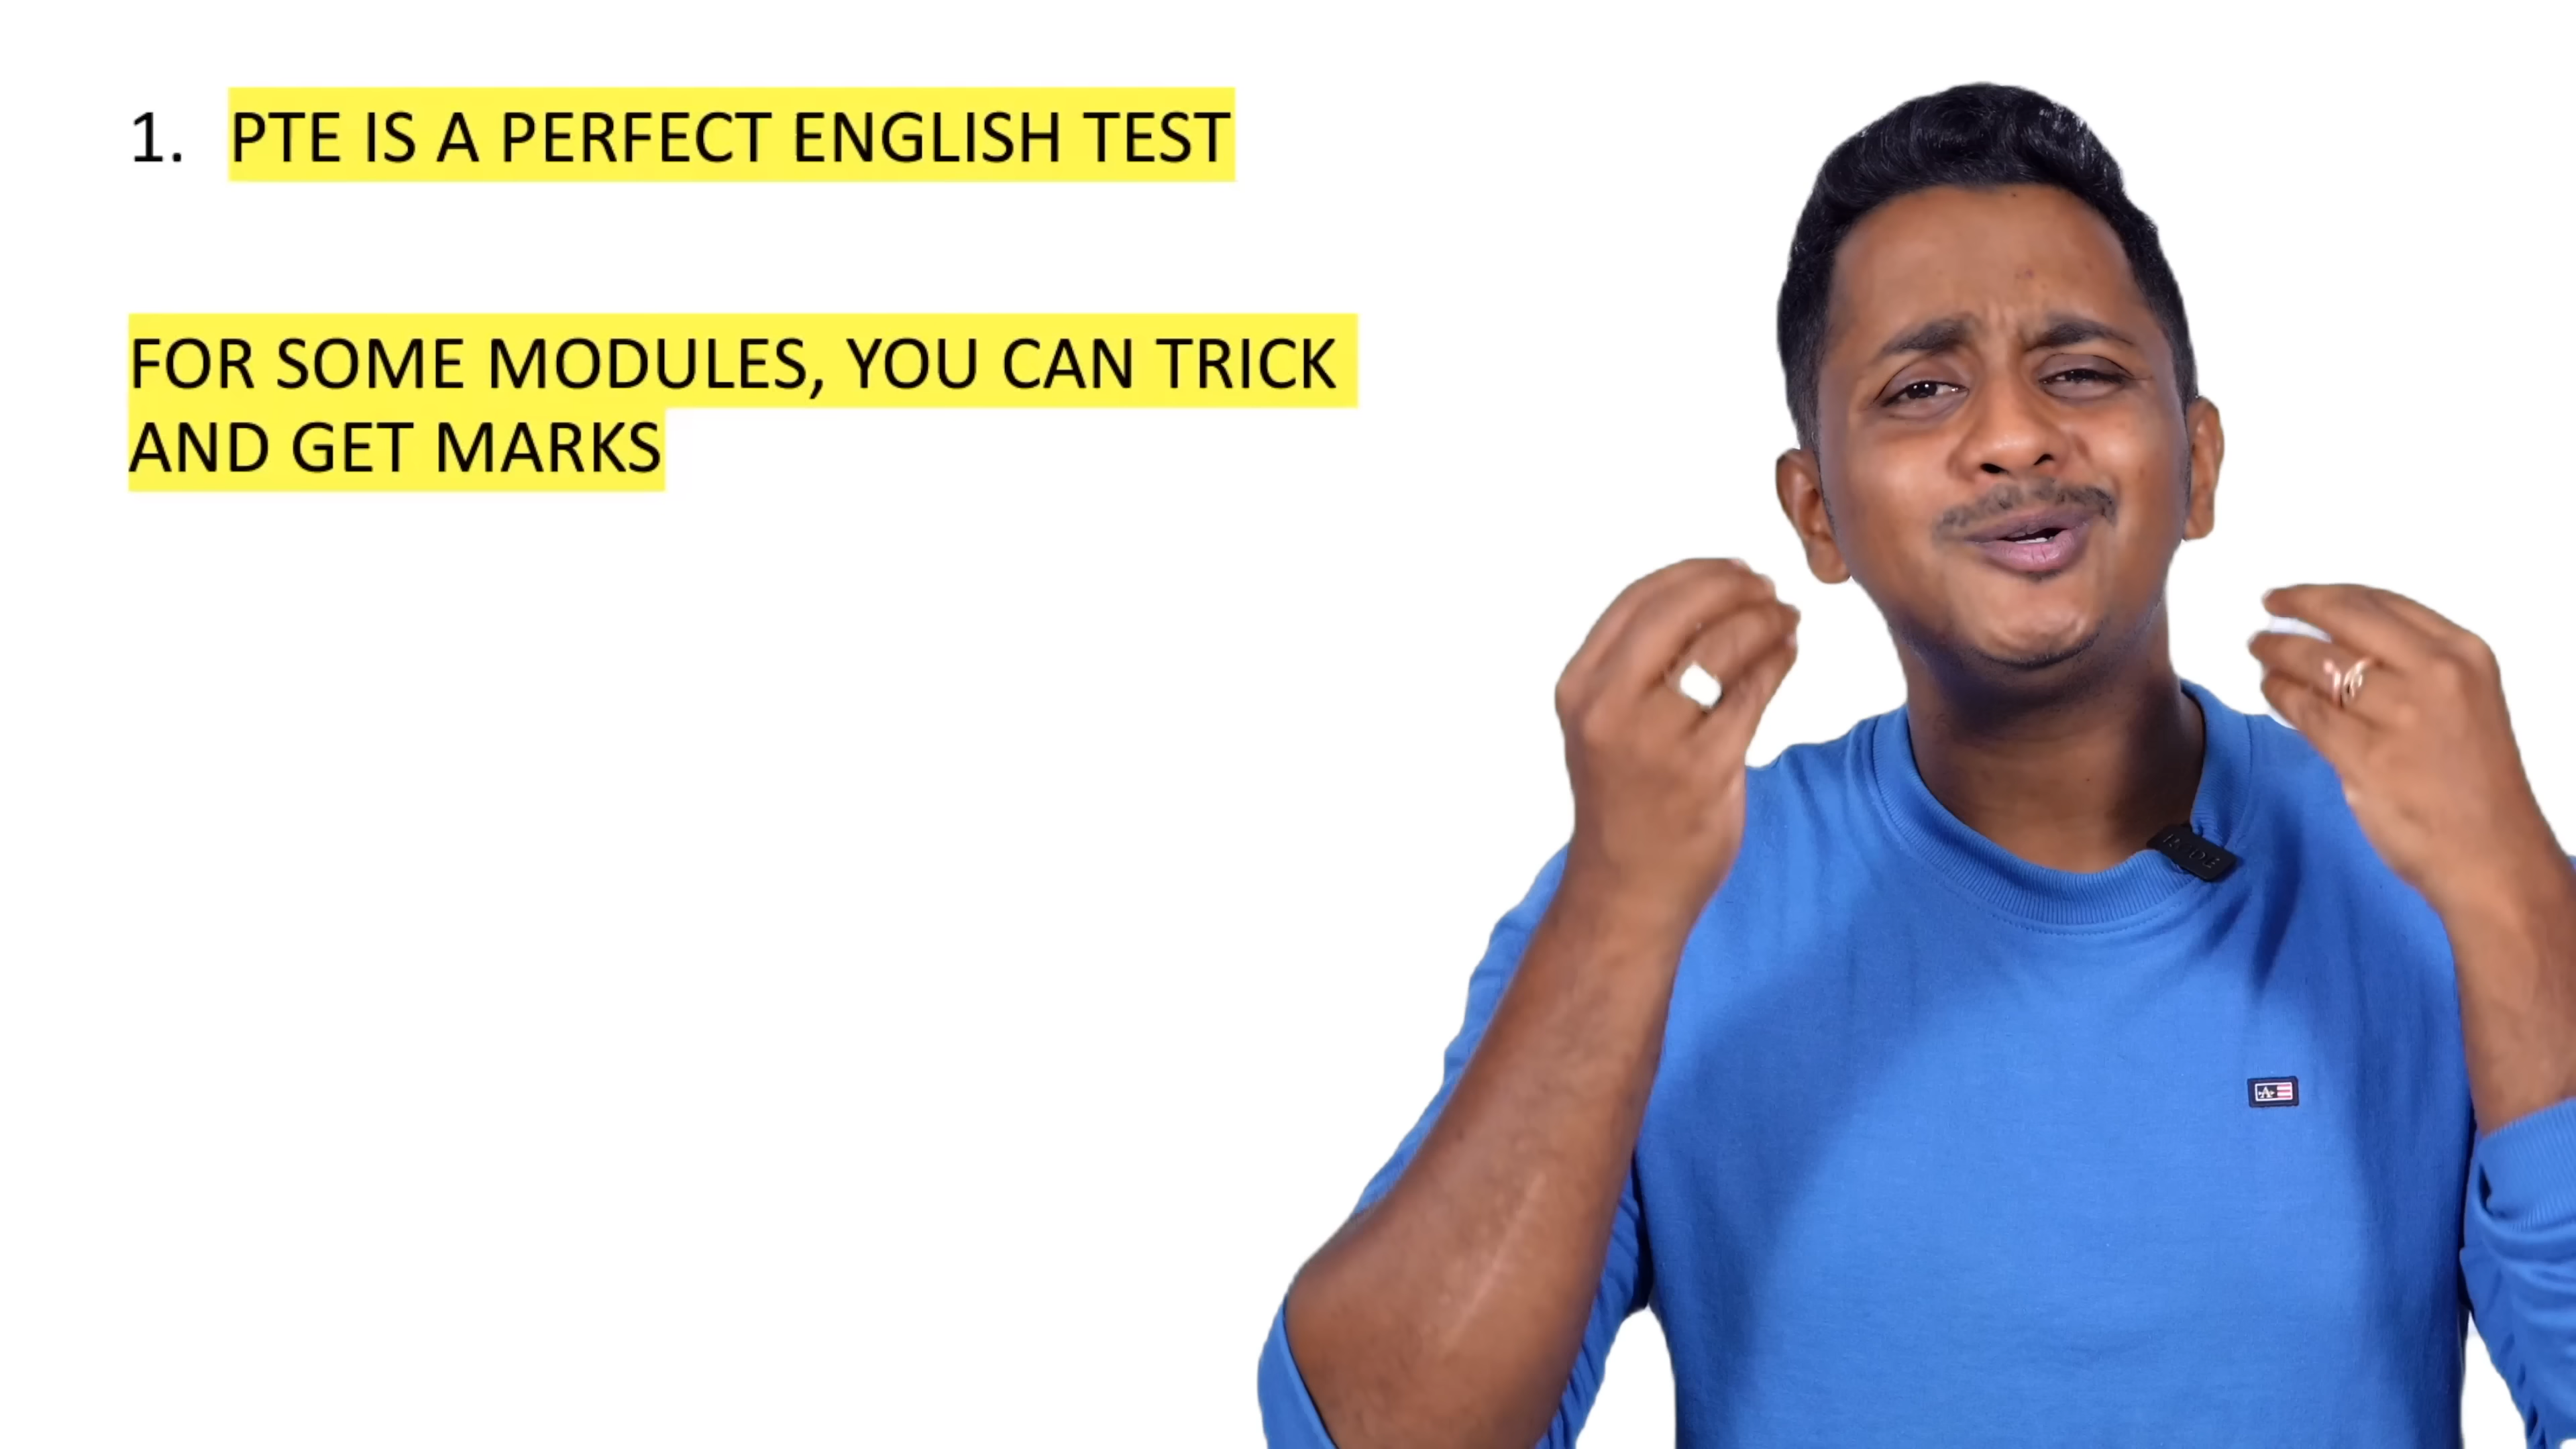 1. PTE IS A PERFECT ENGLISH TEST
FOR SOME MODULES, YOU CAN TRICK
AND GET MARKS